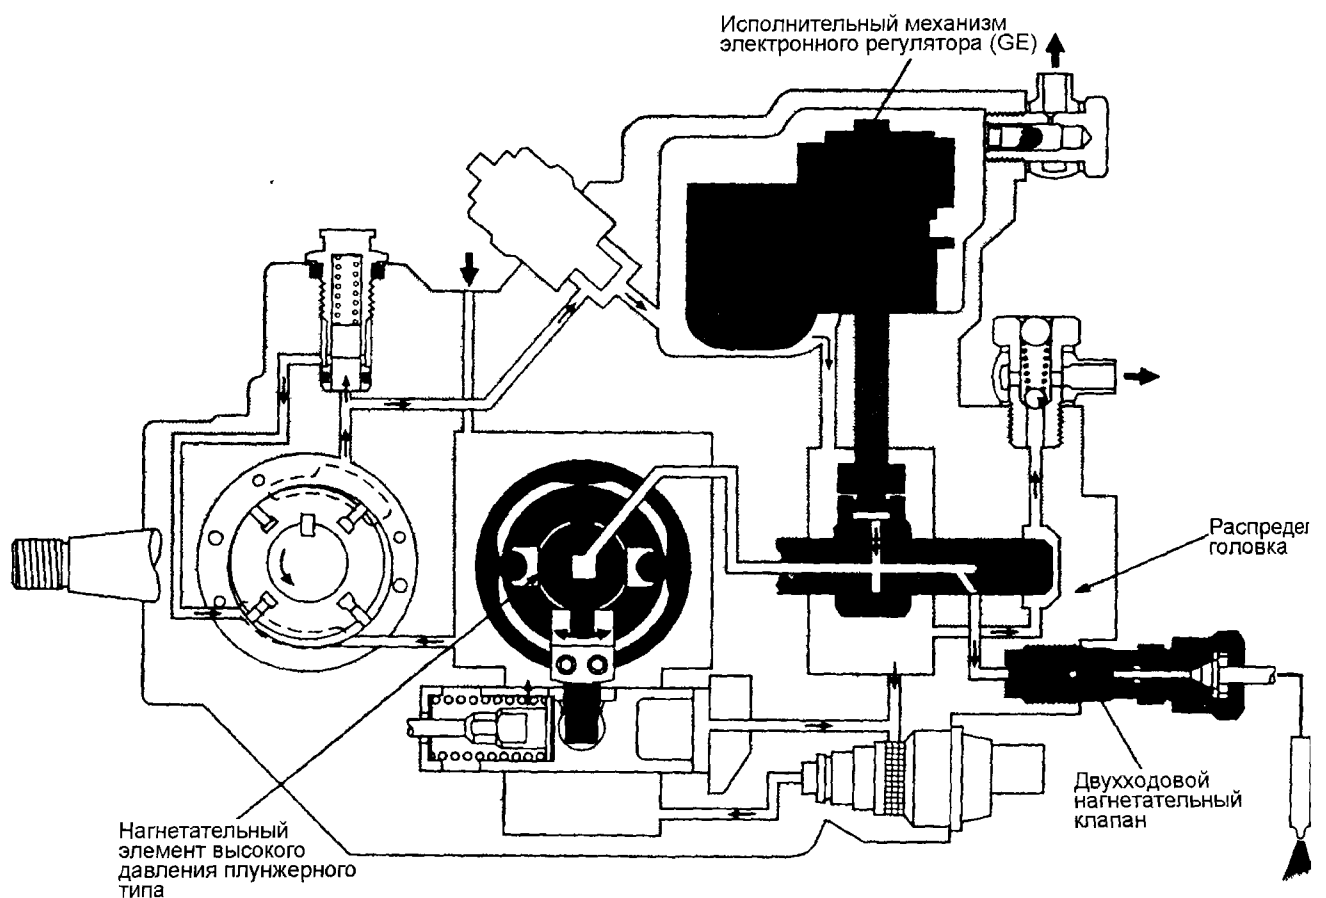 Исполнительный механизм
электронного регулятора (GE)
Распредел
головка
Двухходовой
нагнетательный
клапан
Нагнетательный
элемент высокого
давления плунжерного
типа